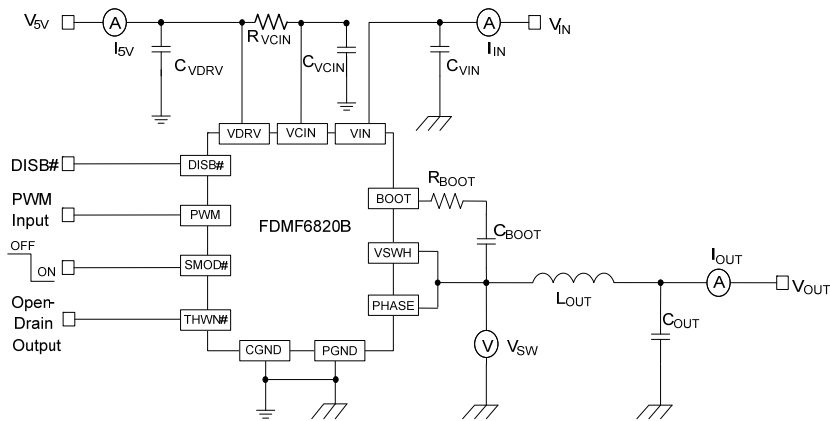 V5V
A
I5V
RVCIN
CVDRV
CVCIN
CVIN
A
IIN
VIN
VDRV
VCIN
VIN
DISB#
DISB#
PWM
Input
PWM
FDMF6820B
BOOT
RBOOT
CBOOT
OFF
ON
SMOD#
VSWH
PHASE
LOUT
IOUT
A
VOUT
COUT
Open-
Drain
Output
THWN#
CGND
PGND
V
VSW